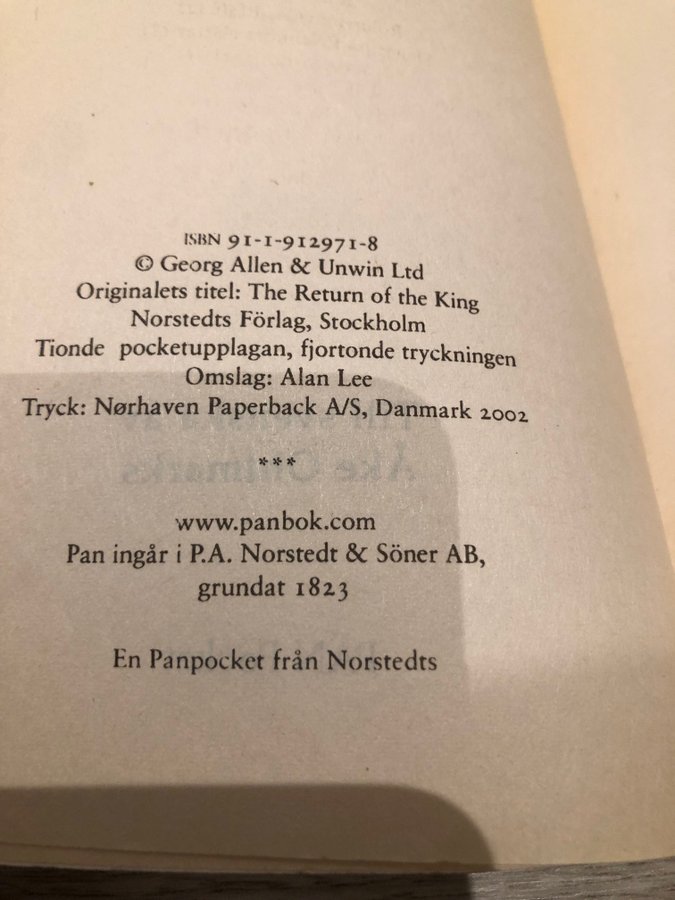 ISBN 91-1-912971-8
© Georg Allen & Unwin Ltd
Originalets titel: The Return of the King
Norstedts Förlag, Stockholm
Tionde pocketupplagan, fjortonde tryckningen
Omslag: Alan Lee
Tryck: Nørhaven Paperback A/S, Danmark 2002
***
www.panbok.com
Pan ingår i P.A. Norstedt & Söner AB,
grundat 1823
En Panpocket från Norstedts